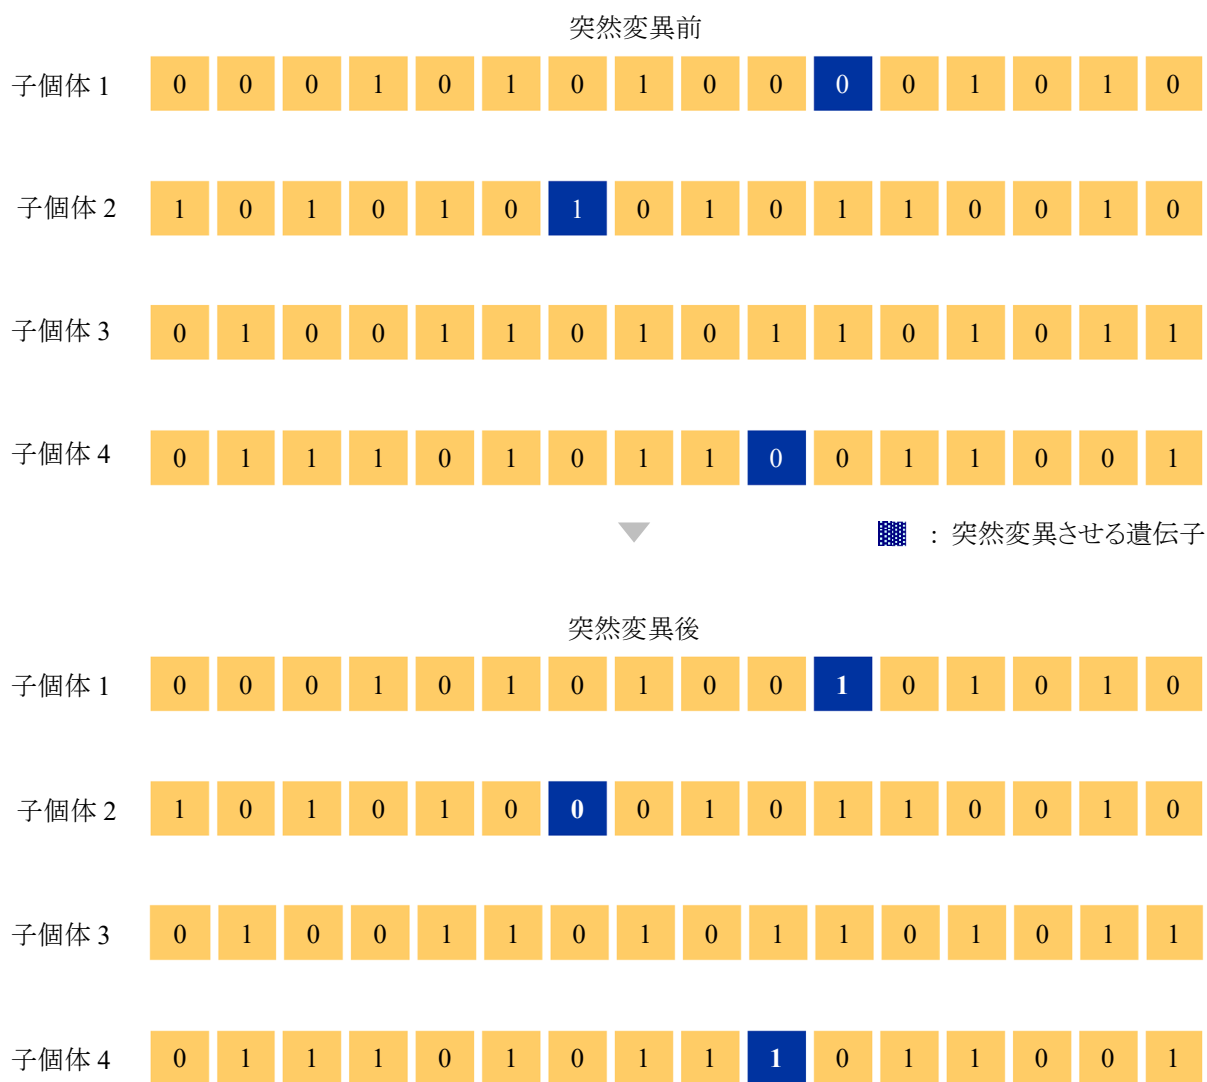 突然変異前
子個体 1 0 0 0 1 0 1 0 1 0 0 0 0 1 0 1 0
子個体 2 1 0 1 0 1 0 1 0 1 0 1 1 0 0 1 0
子個体 3 0 1 0 0 1 1 0 1 0 1 1 0 1 0 1 1
子個体 4 0 1 1 1 0 1 0 1 1 0 0 1 1 0 0 1
: 突然変異させる遺伝子
突然変異後
子個体 1 0 0 0 1 0 1 0 1 0 0 1 0 1 0 1 0
子個体 2 1 0 1 0 1 0 0 0 1 0 1 1 0 0 1 0
子個体 3 0 1 0 0 1 1 0 1 0 1 1 0 1 0 1 1
子個体 4 0 1 1 1 0 1 0 1 1 1 0 1 1 0 0 1